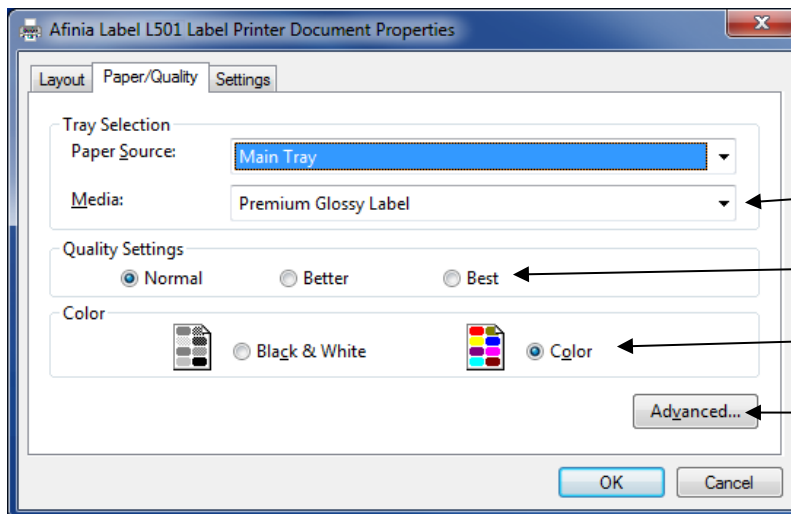 Afinia Label L501 Label Printer Document Properties
Layout Paper/Quality Settings
Tray Selection
Paper Source: Main Tray
Media: Premium Glossy Label
Quality Settings
Normal Better Best
Color
Black & White Color
Advanced...
OK Cancel